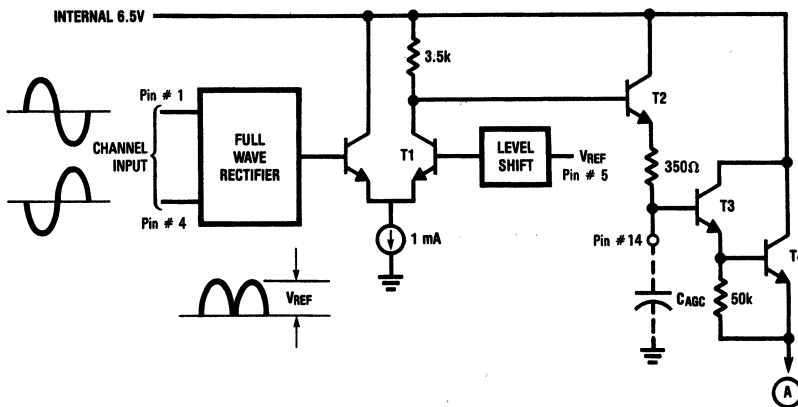 INTERNAL 6.5V
3.5k
Pin # 1
T2
CHANNEL
INPUT
FULL
WAVE
RECTIFIER
T1
LEVEL
SHIFT
VREF
Pin # 5
350Ω
T3
Pin # 4
1 mA
Pin #14
T4
VREF
CAGC
50k
A